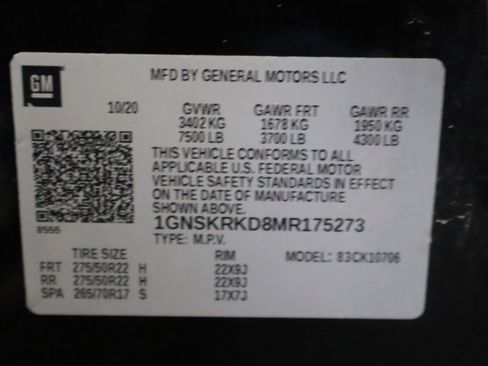 GM
MFD BY GENERAL MOTORS LLC
10/20 GVWR GAWR FRT GAWR RR
3402 KG 1678 KG 1950 KG
7500 LB 3700 LB 4300 LB
THIS VEHICLE CONFORMS TO ALL
APPLICABLE U.S. FEDERAL MOTOR
VEHICLE SAFETY STANDARDS IN EFFECT
ON THE DATE OF MANUFACTURE
SHOWN ABOVE.
8555
1GNSKRKD8MR175273
TYPE: M.P.V. MODEL: 83CK10706
TIRE SIZE RIM
FRT 275/50R22 H 22X9J
RR 275/50R22 H 22X9J
SPA 265/70R17 S 17X7J